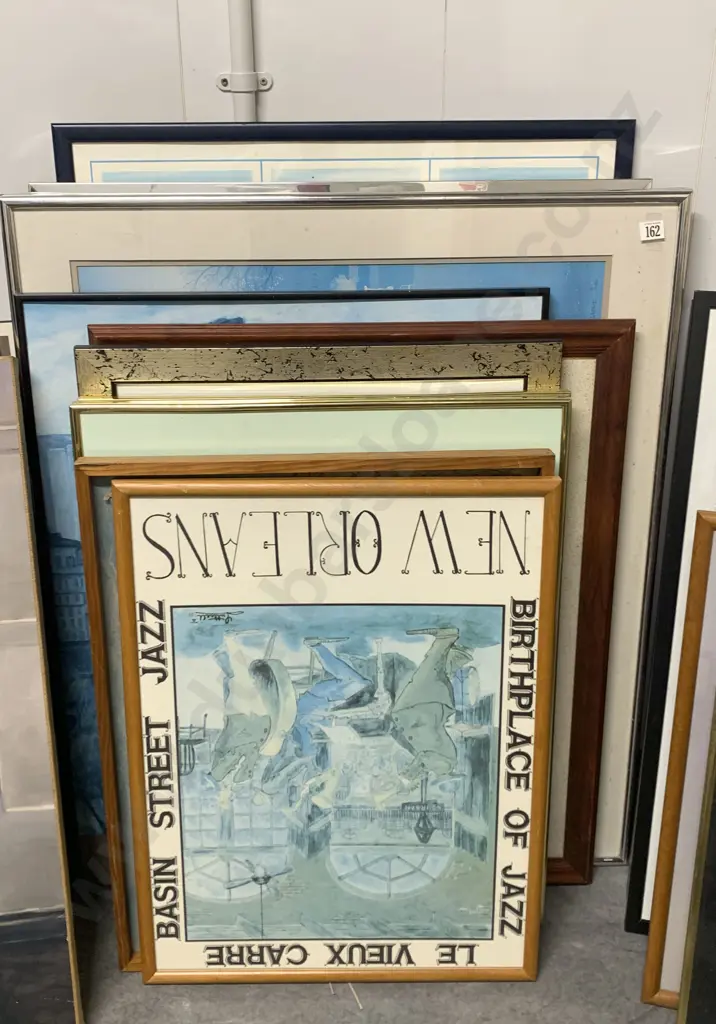 162
NEW ORLEANS
BASIN STREET JAZZ
BIRTHPLACE OF JAZZ
LE VIEUX CARRE